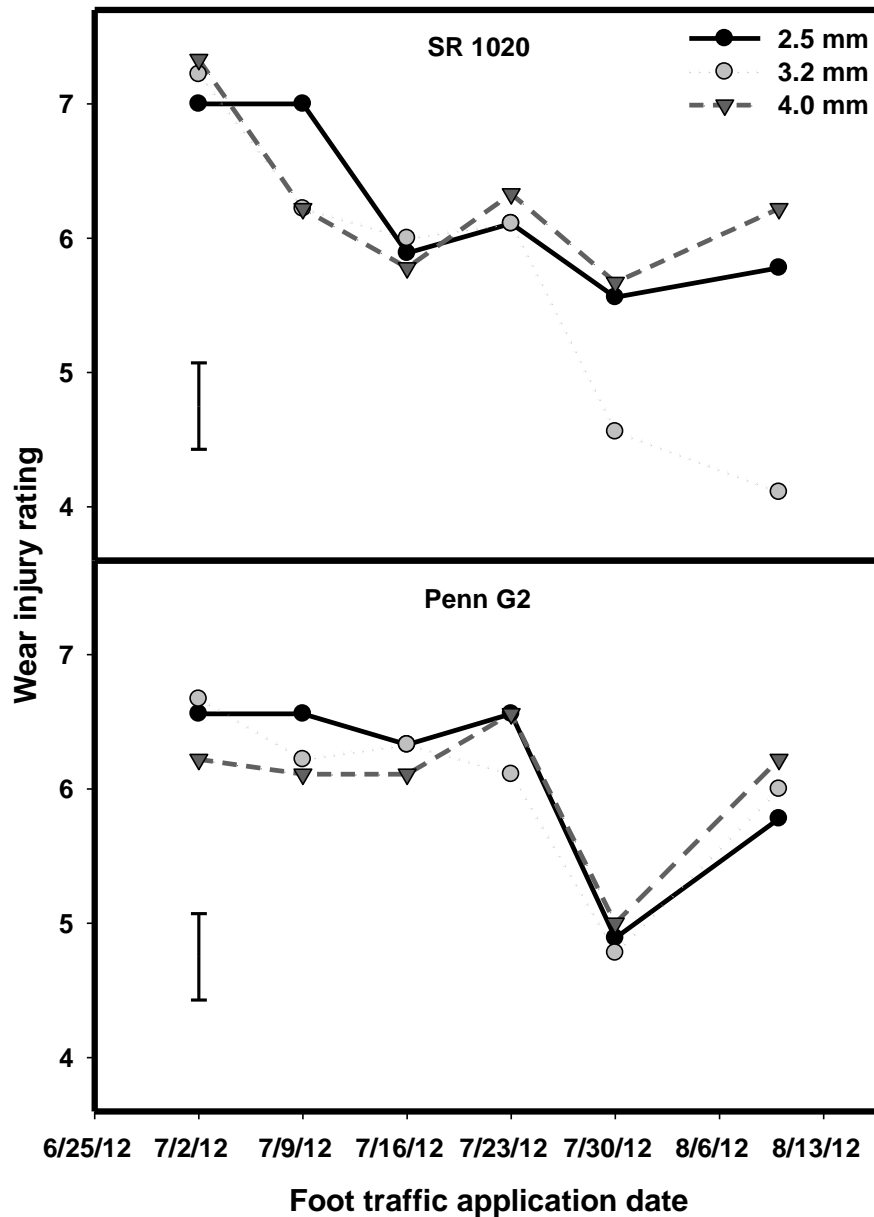 SR 1020
2.5 mm
3.2 mm
4.0 mm
7
6
5
4
Wear injury rating
Penn G2
7
6
5
4
6/25/12 7/2/12 7/9/12 7/16/12 7/23/12 7/30/12 8/6/12 8/13/12
Foot traffic application date